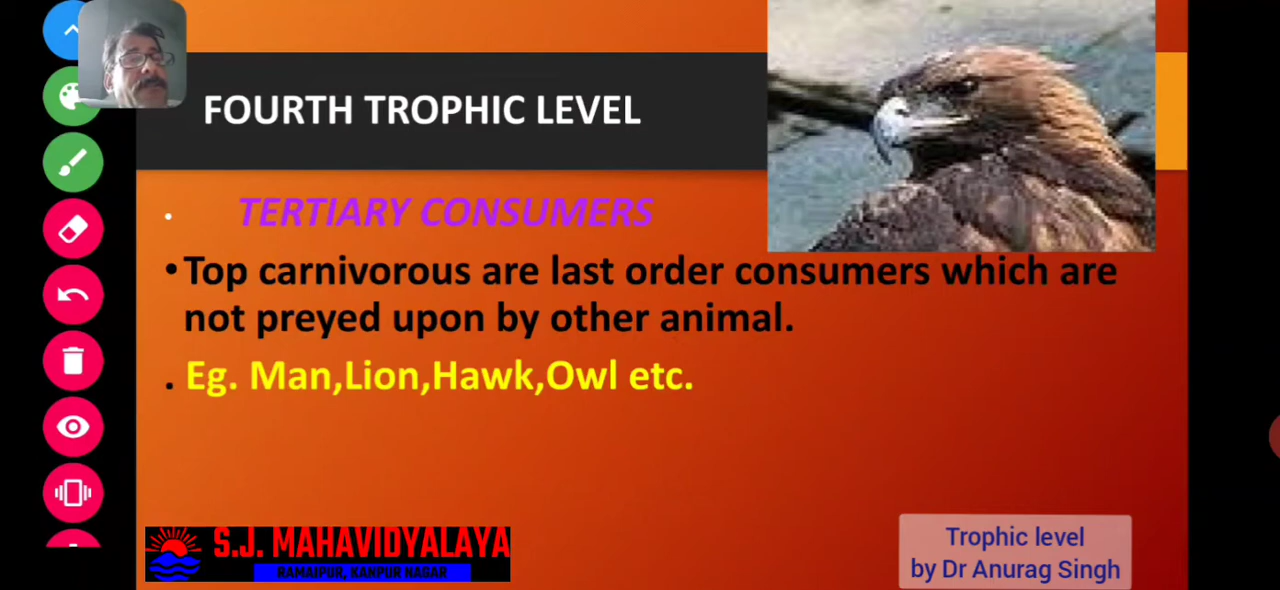 FOURTH TROPHIC LEVEL
• TERTIARY CONSUMERS
• Top carnivorous are last order consumers which are
not preyed upon by other animal.
. Eg. Man,Lion,Hawk,Owl etc.
S.J. MAHAVIDYALAYA
RAMAIPUR, KANPUR NAGAR
Trophic level
by Dr Anurag Singh